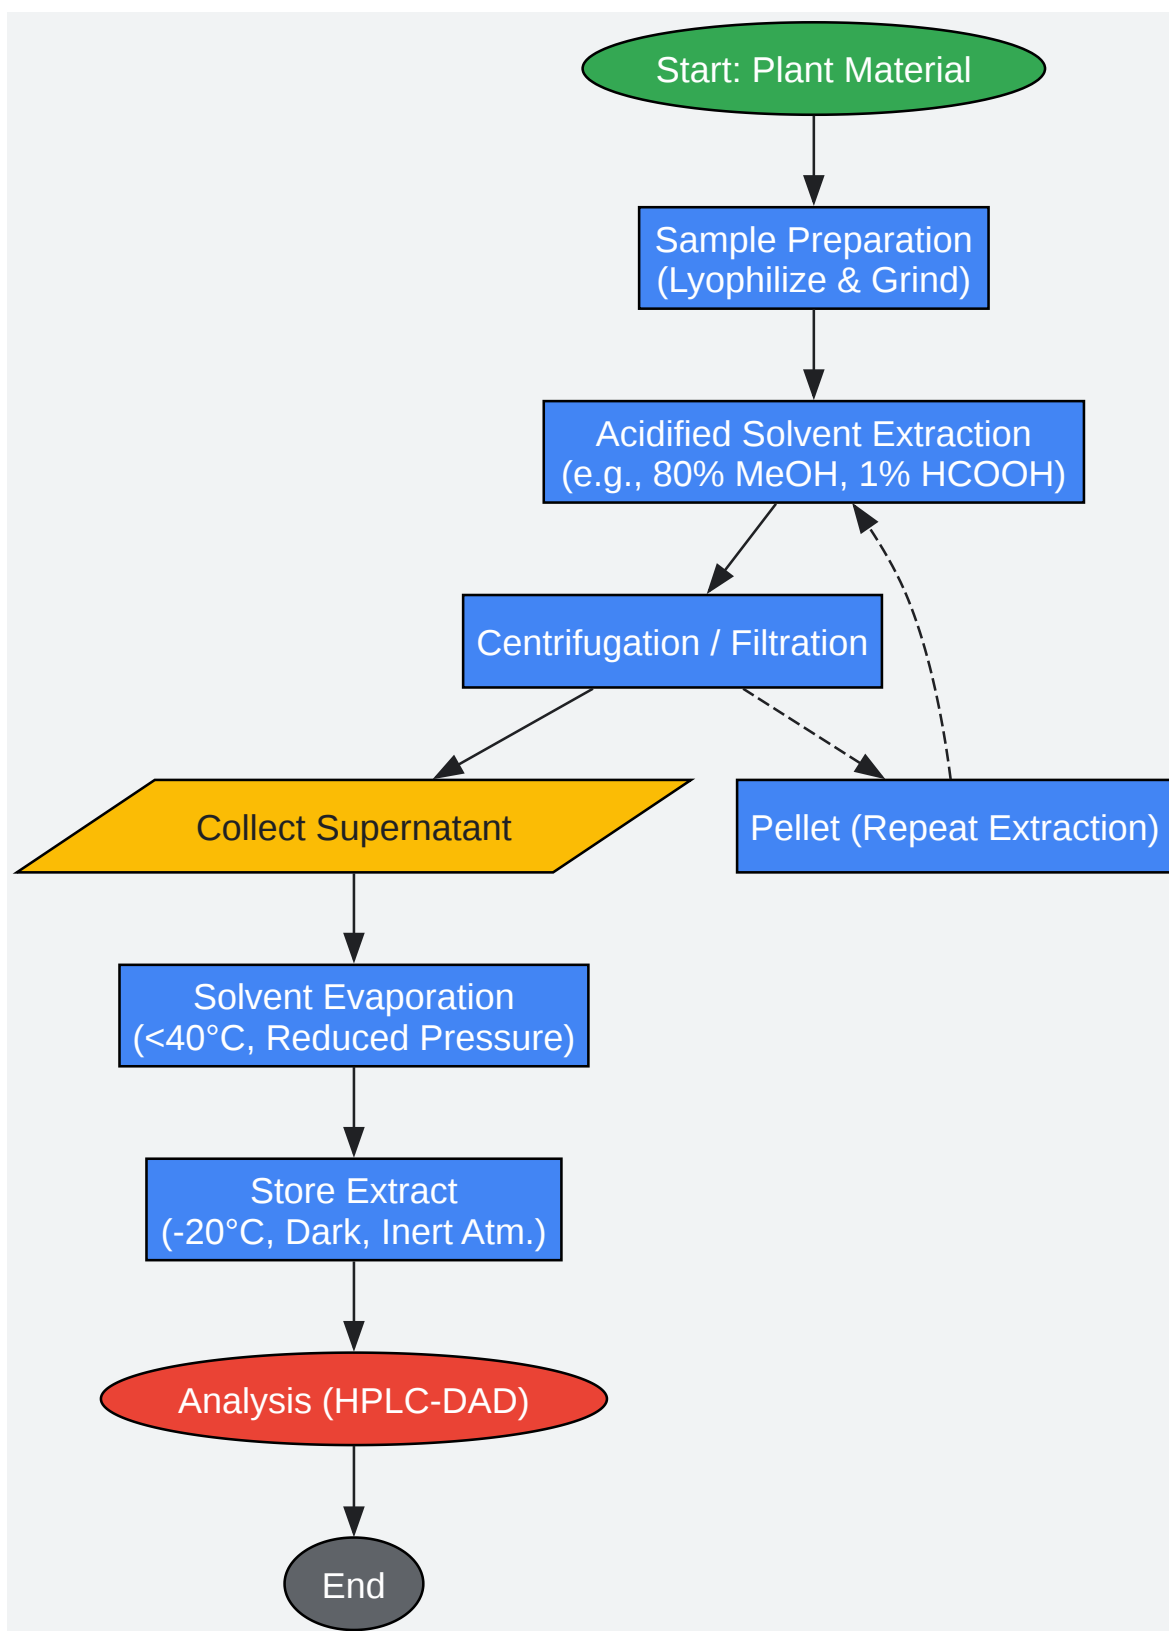 Start: Plant Material
Sample Preparation
(Lyophilize & Grind)
Acidified Solvent Extraction
(e.g., 80% MeOH, 1% HCOOH)
Centrifugation / Filtration
Collect Supernatant
Pellet (Repeat Extraction)
Solvent Evaporation
(<40°C, Reduced Pressure)
Store Extract
(-20°C, Dark, Inert Atm.)
Analysis (HPLC-DAD)
End